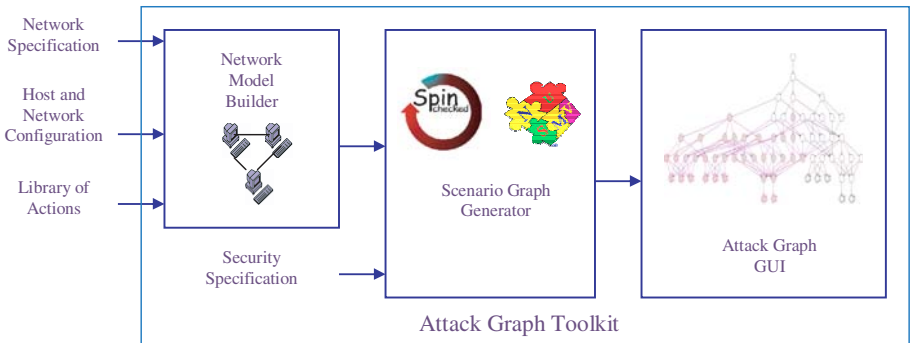 Network
Specification
Host and
Network
Configuration
Library of
Actions
Network
Model
Builder
Security
Specification
Spin
checked
Scenario Graph
Generator
Attack Graph
GUI
Attack Graph Toolkit